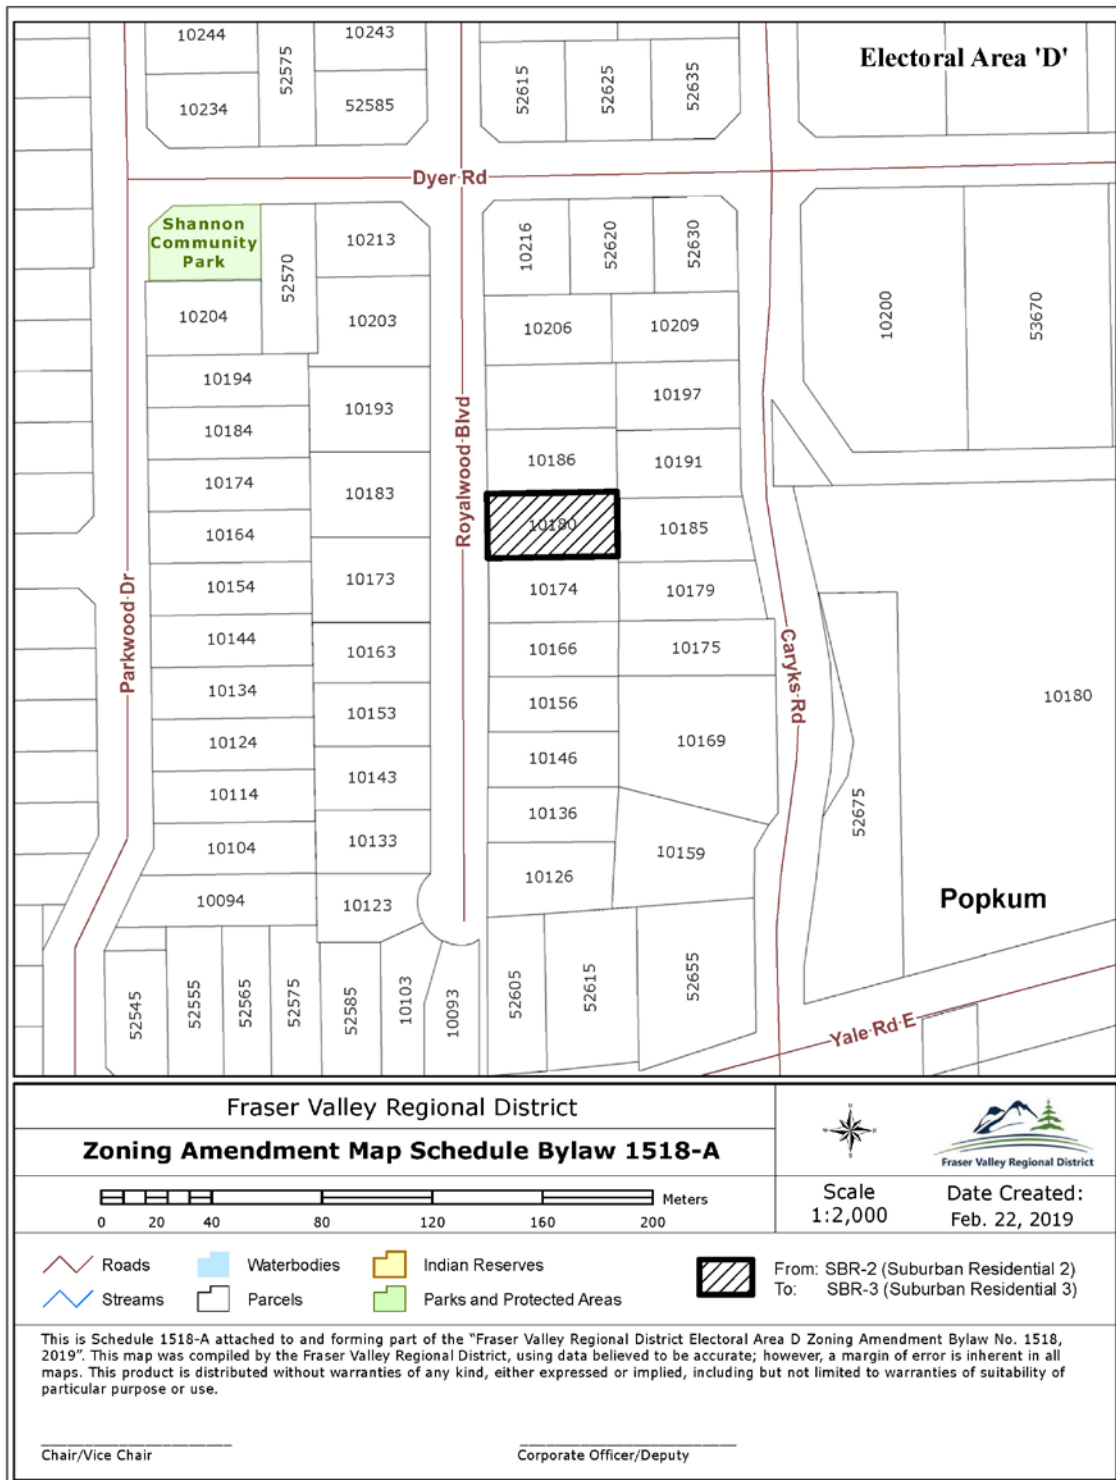 10244
52575
10243
52615
52625
52635
Electoral Area 'D'
10234
52585
Dyer Rd
Shannon
Community
Park
52570
10213
10216
52620
52630
10200
53670
10204
10203
10206
10209
10194
10193
Royalwood Blvd
10197
10184
10186
10191
10174
10183
10180
10185
10164
10154
10173
10174
10179
Parkwood Dr
10144
10163
10166
10175
Caryks Rd
10134
10153
10156
10169
10180
10124
10143
10146
10114
10133
10136
52675
10104
10126
10159
10094
10123
Popkum
52545
52555
52565
52575
52585
10103
10093
52605
52615
52655
Yale Rd E
Fraser Valley Regional District
Zoning Amendment Map Schedule Bylaw 1518-A
Meters
0 20 40 80 120 160 200
N
W E
S
Fraser Valley Regional District
Scale
1:2,000
Date Created:
Feb. 22, 2019
Roads
Waterbodies
Indian Reserves
Streams
Parcels
Parks and Protected Areas
From: SBR-2 (Suburban Residential 2)
To: SBR-3 (Suburban Residential 3)
This is Schedule 1518-A attached to and forming part of the "Fraser Valley Regional District Electoral Area D Zoning Amendment Bylaw No. 1518,
2019". This map was compiled by the Fraser Valley Regional District, using data believed to be accurate; however, a margin of error is inherent in all
maps. This product is distributed without warranties of any kind, either expressed or implied, including but not limited to warranties of suitability of
particular purpose or use.
Chair/Vice Chair
Corporate Officer/Deputy